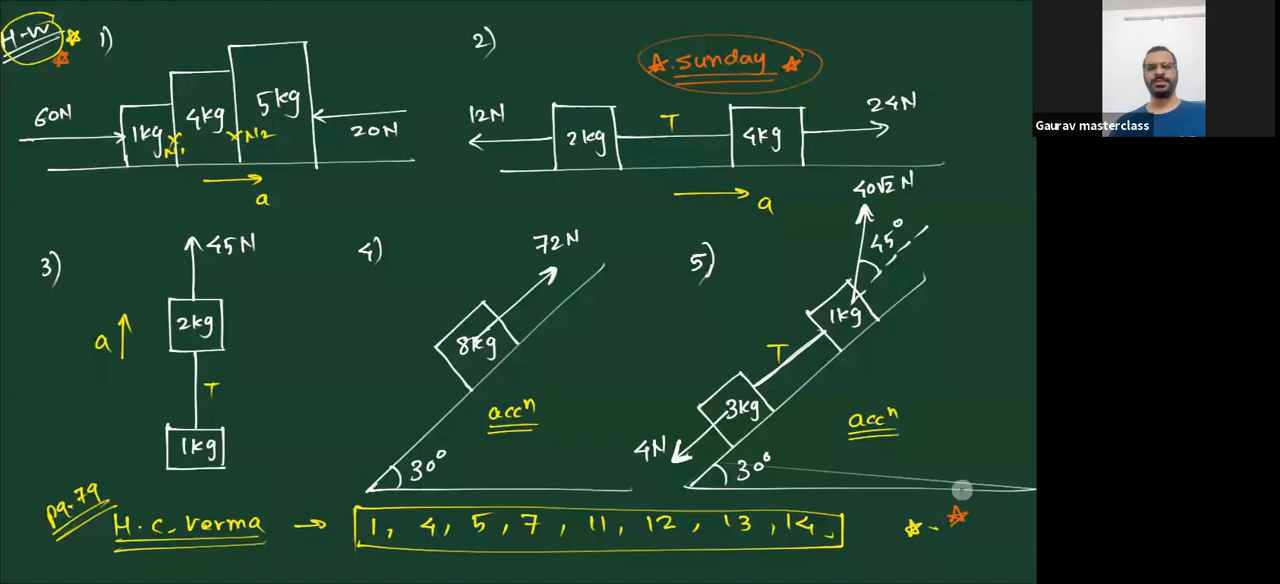 H.W
1)
60N
1kg
4kg
5kg
20N
N1
N2
a
2)
Sunday
12N
2kg
T
4kg
24N
a
3)
45N
2kg
a
T
1kg
4)
72N
8kg
accⁿ
30°
5)
40√2 N
45°
1kg
T
3kg
4N
accⁿ
30°
pg.79
H.C.Verma → 1, 4, 5, 7, 11, 12, 13, 14,
Gaurav masterclass